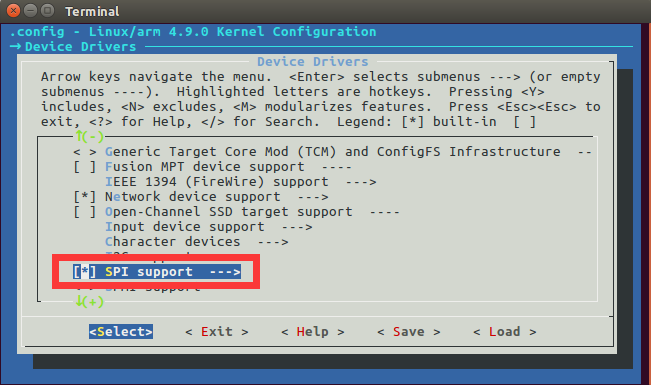 Terminal
.config - Linux/arm 4.9.0 Kernel Configuration
→ Device Drivers
Device Drivers
Arrow keys navigate the menu.  <Enter> selects submenus ---> (or empty
submenus ----).  Highlighted letters are hotkeys.  Pressing <Y>
includes, <N> excludes, <M> modularizes features.  Press <Esc><Esc> to
exit, <?> for Help, </> for Search.  Legend: [*] built-in  [ ]
↑(-)
< > Generic Target Core Mod (TCM) and ConfigFS Infrastructure  --
[ ] Fusion MPT device support  ----
IEEE 1394 (FireWire) support  --->
[*] Network device support  --->
[ ] Open-Channel SSD target support  ----
Input device support  --->
Character devices  --->
[*] SPI support  --->
↓(+)
<Select>    < Exit >    < Help >    < Save >    < Load >